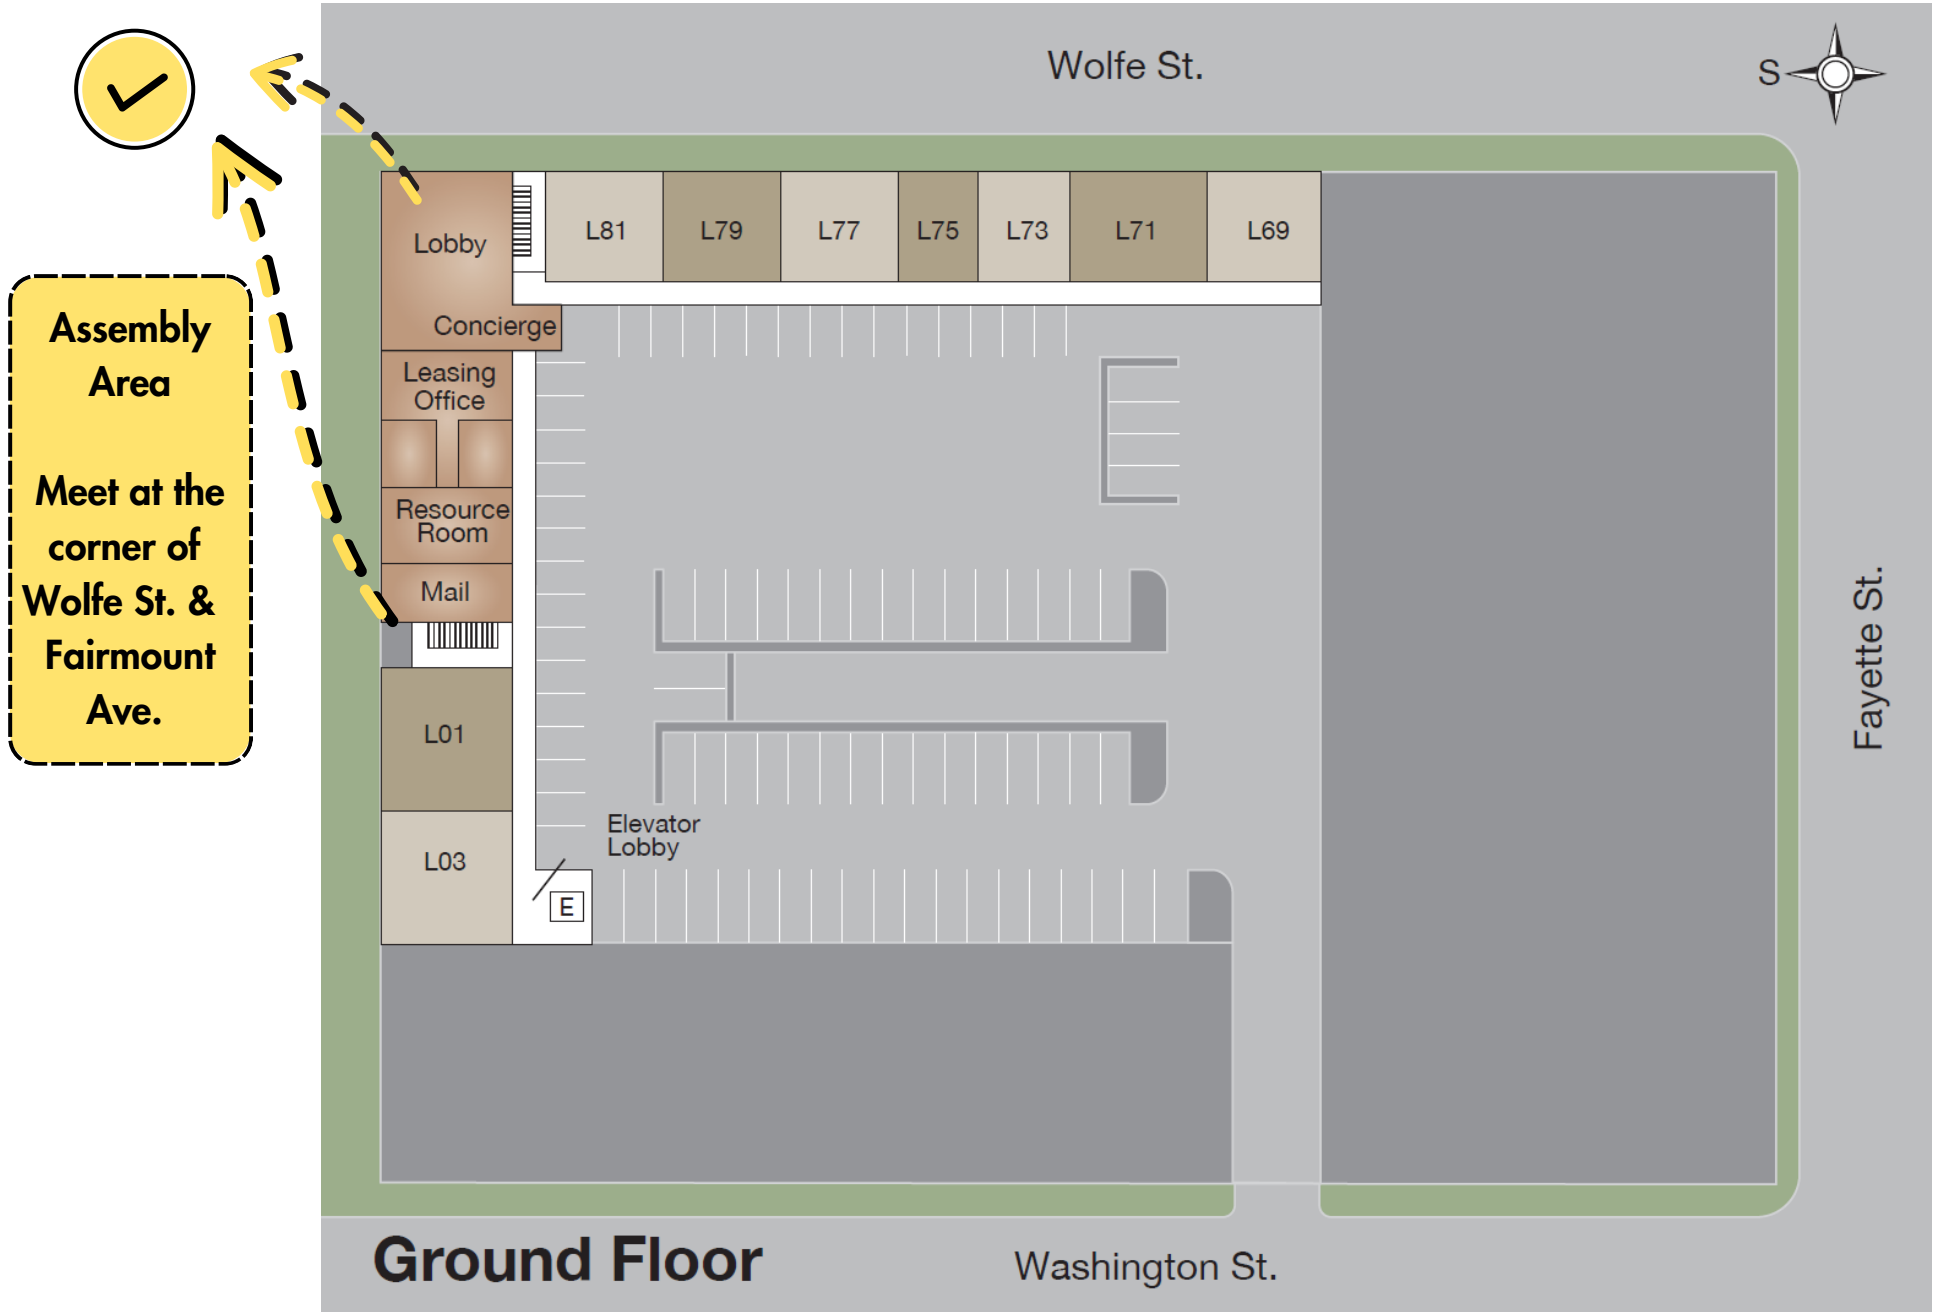 Wolfe St.
S
Assembly
Area
Meet at the
corner of
Wolfe St. &
Fairmount
Ave.
Lobby
Concierge
L81
L79
L77
L75
L73
L71
L69
Leasing
Office
Resource
Room
Mail
L01
L03
Elevator
Lobby
E
Fayette St.
Ground Floor
Washington St.